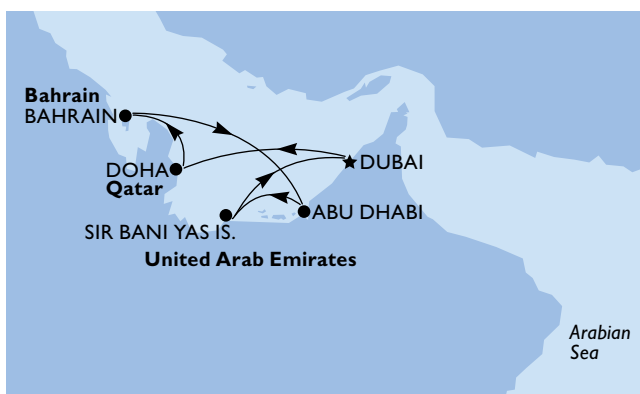 Bahrain
BAHRAIN
DOHA
Qatar
DUBAI
SIR BANI YAS IS.
ABU DHABI
United Arab Emirates
Arabian
Sea